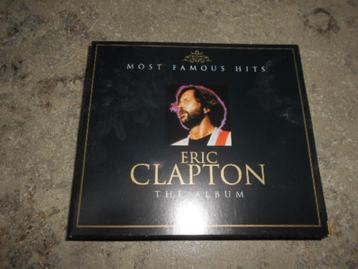 MOST FAMOUS HITS
ERIC
CLAPTON
THE ALBUM